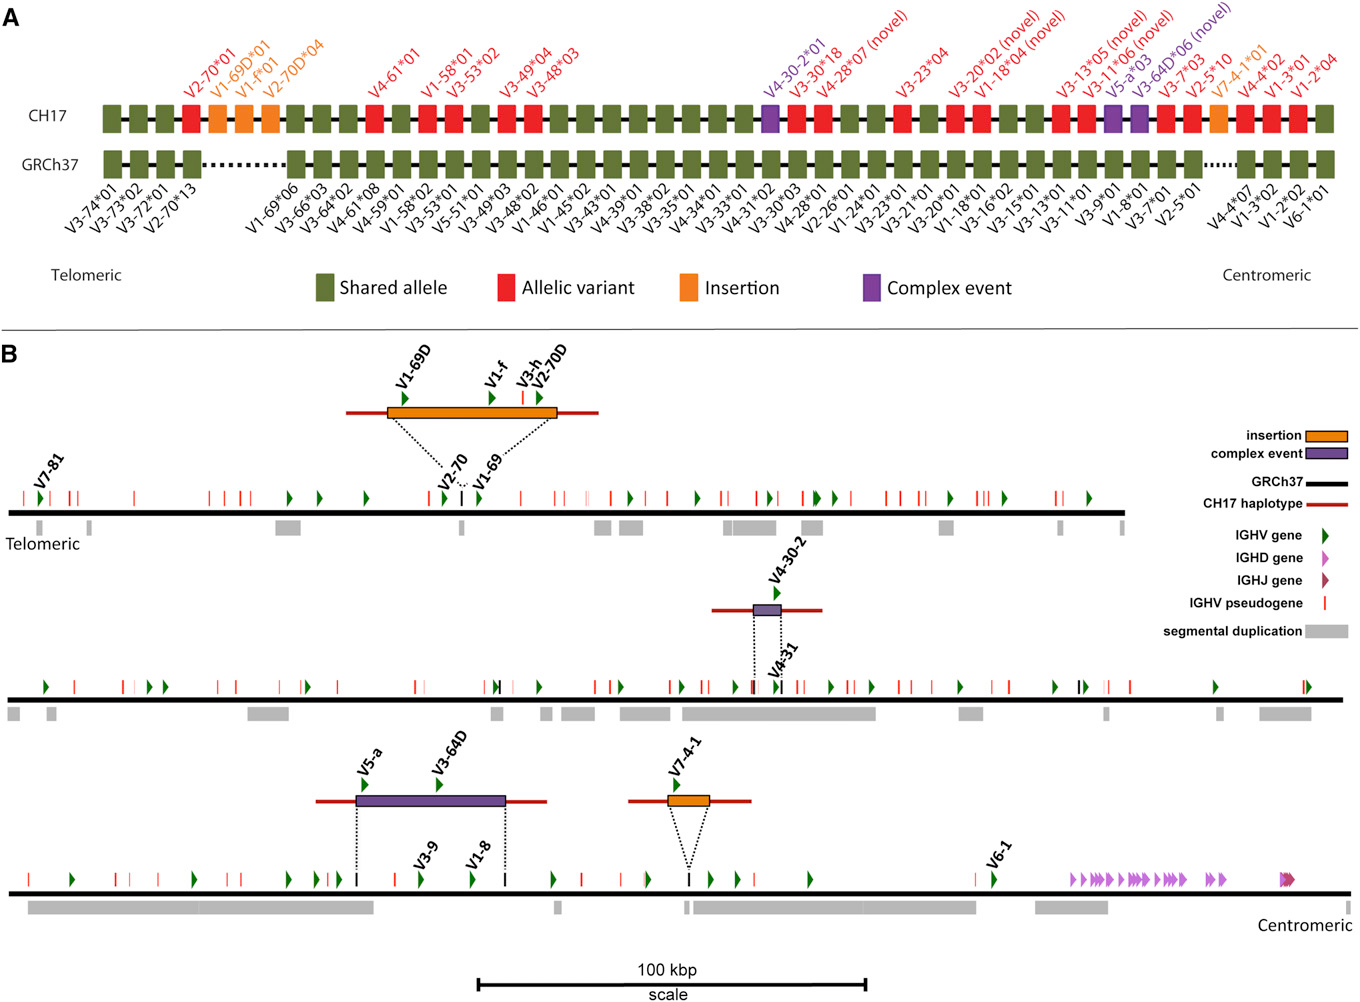 A
V2-70*01 V1-69D*01 V1-f*01 V2-70D*04 V4-61*01 V1-58*01 V3-53*02 V3-49*04 V3-48*03 V4-30-2*01 V3-30*18 V4-28*07 (novel) V3-23*04 V3-20*02 (novel) V1-18*04 (novel) V3-13*05 (novel) V3-11*06 (novel) V5-a*03 V3-64D*06 (novel) V3-7*03 V2-5*10 V7-4-1*01 V4-4*02 V1-3*01 V1-2*04
CH17
GRCh37
V3-74*01 V3-73*02 V3-72*01 V2-70*13 V1-69*06 V3-66*03 V3-64*02 V4-61*08 V4-59*01 V1-58*02 V3-53*01 V5-51*01 V3-49*03 V3-48*02 V1-46*01 V1-45*02 V3-43*01 V4-39*01 V3-38*02 V3-35*01 V4-34*01 V3-33*01 V4-31*02 V3-30*03 V4-28*01 V2-26*01 V1-24*01 V3-23*01 V3-21*01 V3-20*01 V1-18*01 V3-16*02 V3-15*01 V3-13*01 V3-11*01 V3-9*01 V1-8*01 V3-7*01 V2-5*01 V4-4*07 V1-3*02 V1-2*02 V6-1*01
Telomeric
Centromeric
Shared allele
Allelic variant
Insertion
Complex event
B
V1-69D V1-f V3-h V2-70D
V7-81 V2-70 V1-69
Telomeric
insertion
complex event
GRCh37
CH17 haplotype
IGHV gene
IGHD gene
IGHJ gene
IGHV pseudogene
segmental duplication
V4-30-2
V4-31
V5-a V3-64D V7-4-1
V3-9 V1-8 V6-1
Centromeric
100 kbp
scale